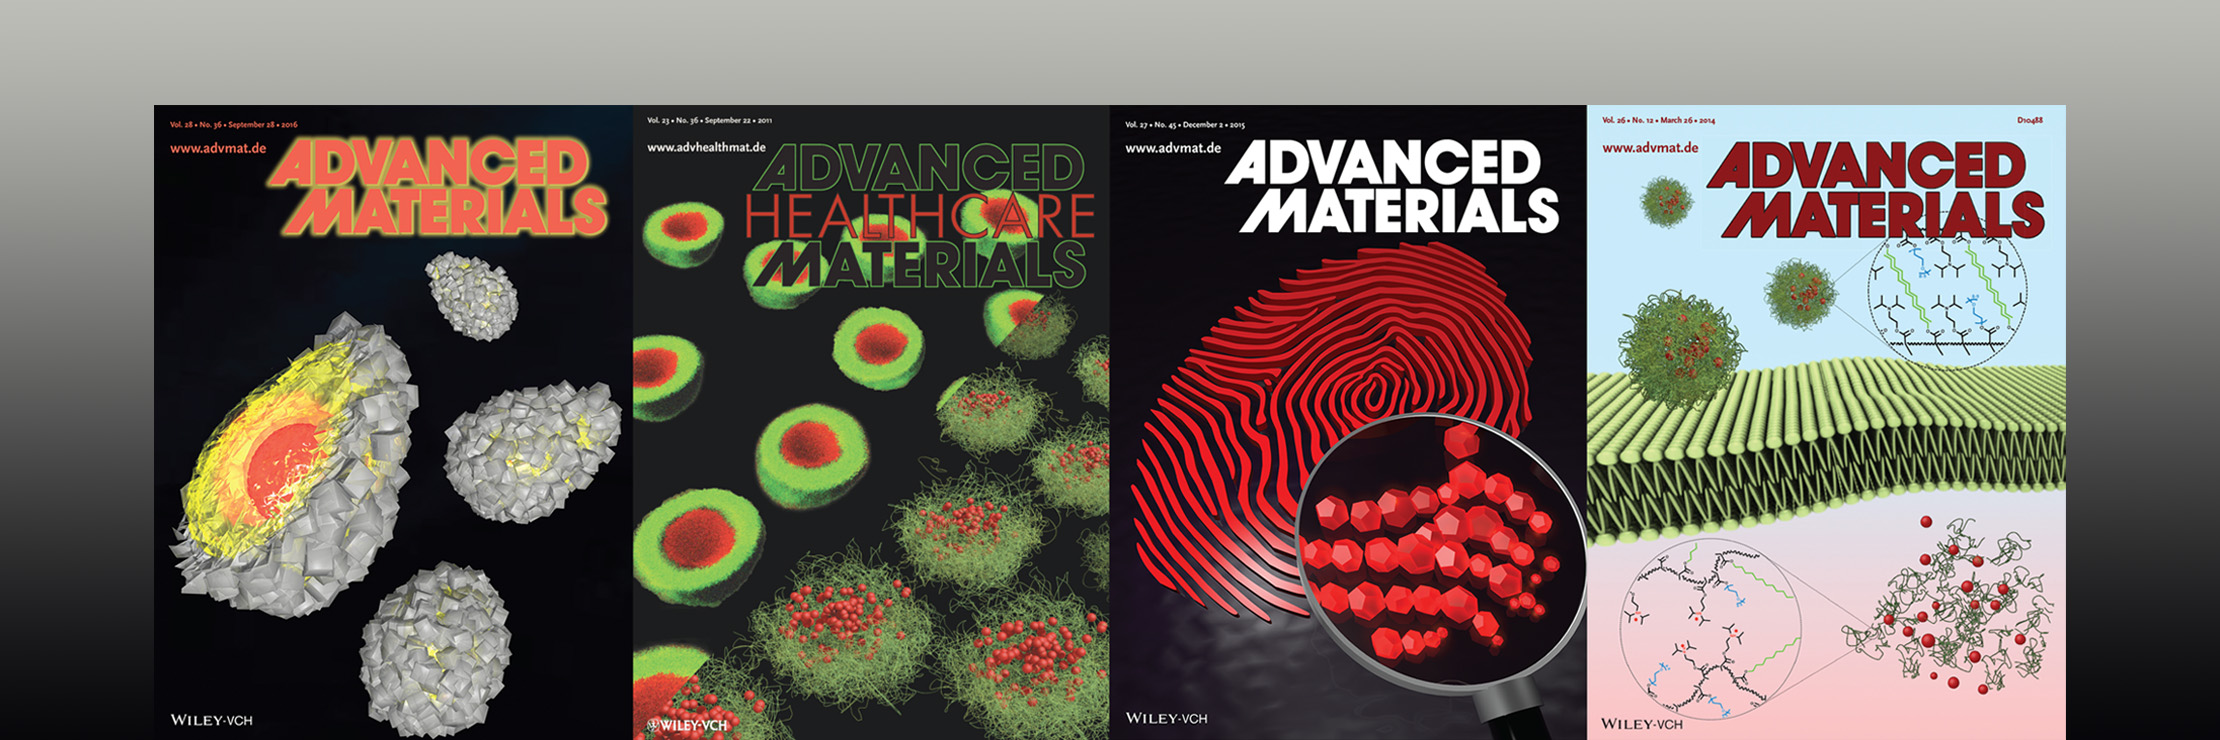 Vol. 28 • No. 36 • September 28 • 2016
www.advmat.de
ADVANCED
MATERIALS
WILEY-VCH
Vol. 23 • No. 36 • September 22 • 2011
www.advhealthmat.de
ADVANCED
HEALTHCARE
MATERIALS
WILEY-VCH
Vol. 27 • No. 45 • December 2 • 2015
www.advmat.de
ADVANCED
MATERIALS
WILEY-VCH
Vol. 26 • No. 12 • March 26 • 2014
D10488
www.advmat.de
ADVANCED
MATERIALS
WILEY-VCH